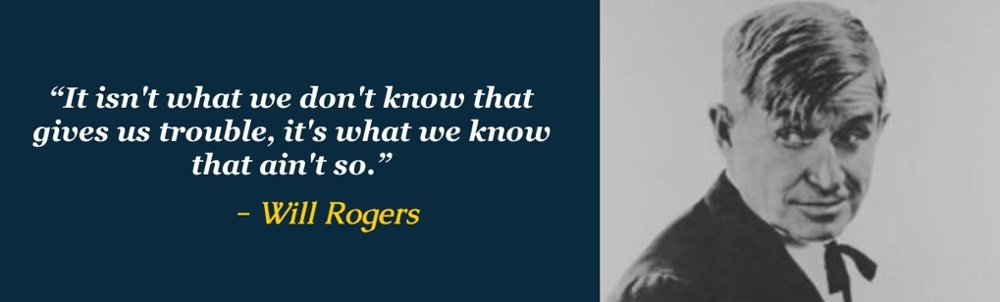 “It isn't what we don't know that
gives us trouble, it's what we know
that ain't so.”
– Will Rogers